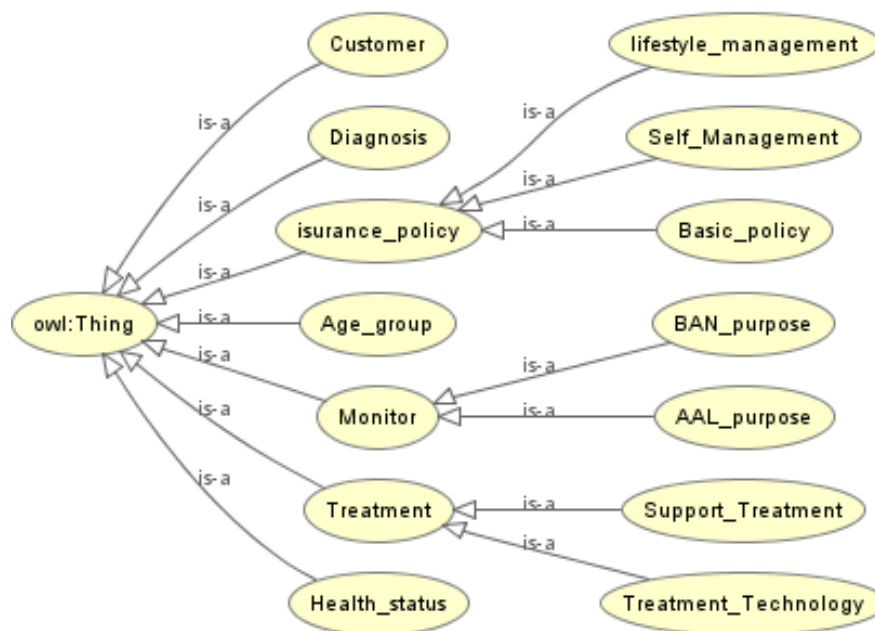 Customer
lifestyle_management
is-a
is-a
Diagnosis
Self_Management
is-a
is-a
isurance_policy
is-a
Basic_policy
is-a
owl:Thing
is-a
Age_group
BAN_purpose
is-a
is-a
Monitor
is-a
AAL_purpose
is-a
Treatment
is-a
Support_Treatment
is-a
is-a
Health_status
Treatment_Technology